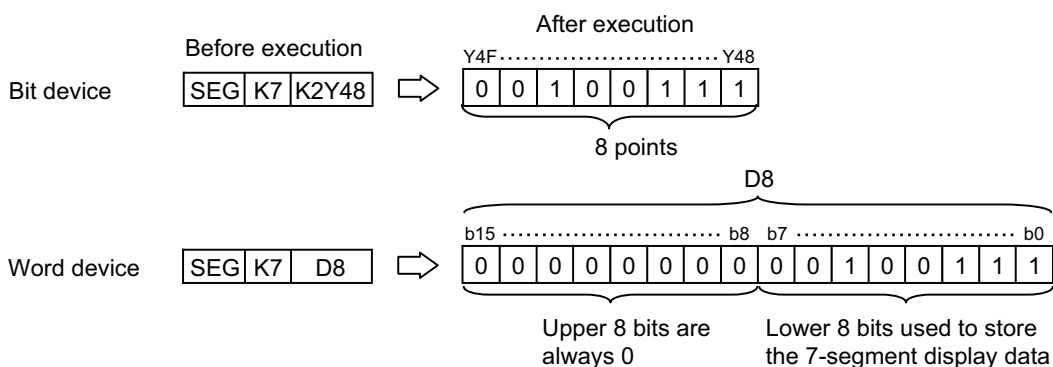 Before execution
After execution
Y4F Y48
Bit device
SEG K7 K2Y48
0 0 1 0 0 1 1 1
8 points
D8
b15 b8 b7 b0
Word device
SEG K7 D8
0 0 0 0 0 0 0 0 0 0 1 0 0 1 1 1
Upper 8 bits are
always 0
Lower 8 bits used to store
the 7-segment display data